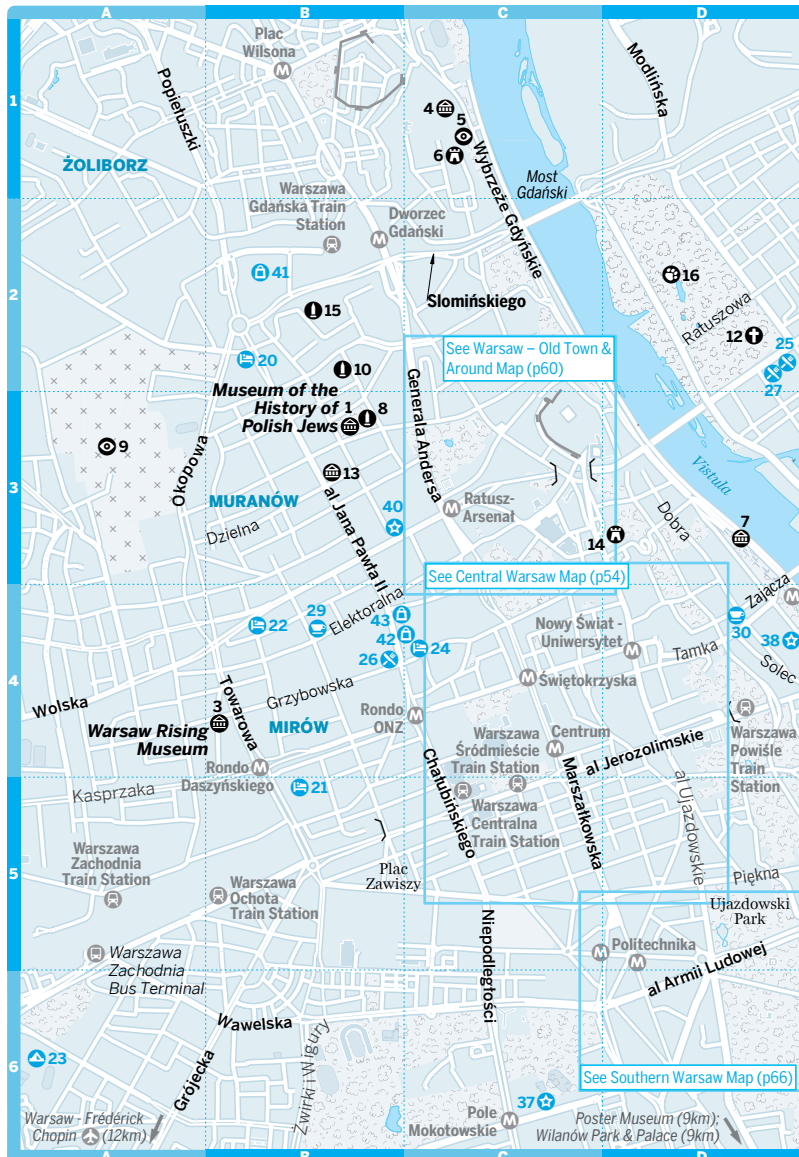 A B C D
1
Plac
Wilsona
Popiełuszki
4
5
6
Modlińska
ŻOLIBORZ
Wybrzeże Gdyńskie
Most
Gdański
Warszawa
Gdańska Train
Station
Dworzec
Gdański
2
41
16
Slomińskiego
15
Ratuszowa
12
25
27
20
See Warsaw – Old Town &
Around Map (p60)
10
Museum of the
History of
Polish Jews
1
8
Generala Andersa
9
Okopowa
3
13
Vistula
MURANÓW
al Jana Pawła II
40
Ratusz-
Arsenał
Dobra
7
Dzielna
14
See Central Warsaw Map (p54)
Zającza
22
29
Elektoralna
43
42
24
26
Nowy Świat -
Uniwersytet
30
38
Tamka
Solec
4
Grzybowska
Świętokrzyska
Wolska
3
Towarowa
Warsaw Rising
Museum
MIRÓW
Rondo
ONZ
Warszawa
Śródmieście
Train Station
Centrum
al Jerozolimskie
Warszawa
Powiśle
Train
Station
Rondo
Daszyńskiego
21
Kasprzaka
Chałubińskiego
Warszawa
Centralna
Train Station
Marszałkowska
al Ujazdowskie
5
Warszawa
Zachodnia
Train Station
Plac
Zawiszy
Piękna
Warszawa
Ochota
Train Station
Ujazdowski
Park
Warszawa
Zachodnia
Bus Terminal
Niepodległości
Politechnika
al Armii Ludowej
Wawelska
6
23
Grójecka
Żwirki i Wigury
See Southern Warsaw Map (p66)
37
Warsaw - Frédérick
Chopin (12km)
Pole
Mokotowskie
Poster Museum (9km);
Wilanów Park & Palace (9km)
A B C D